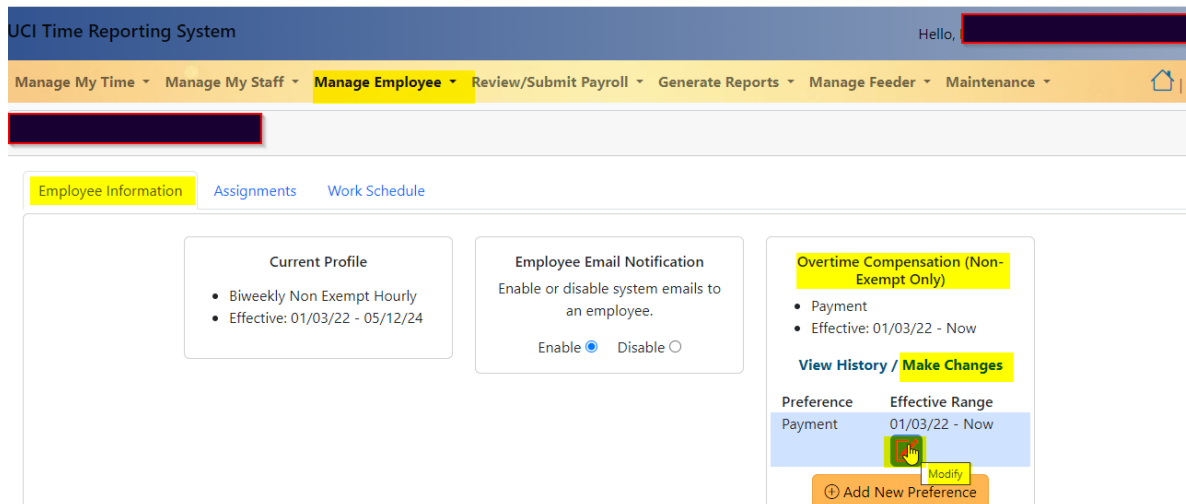 UCI Time Reporting System
Hello,
Manage My Time Manage My Staff Manage Employee Review/Submit Payroll Generate Reports Manage Feeder Maintenance |
Employee Information Assignments Work Schedule
Current Profile
• Biweekly Non Exempt Hourly
• Effective: 01/03/22 - 05/12/24
Employee Email Notification
Enable or disable system emails to
an employee.
Enable Disable
Overtime Compensation (Non-
Exempt Only)
• Payment
• Effective: 01/03/22 - Now
View History / Make Changes
Preference Effective Range
Payment 01/03/22 - Now
Modify
Add New Preference